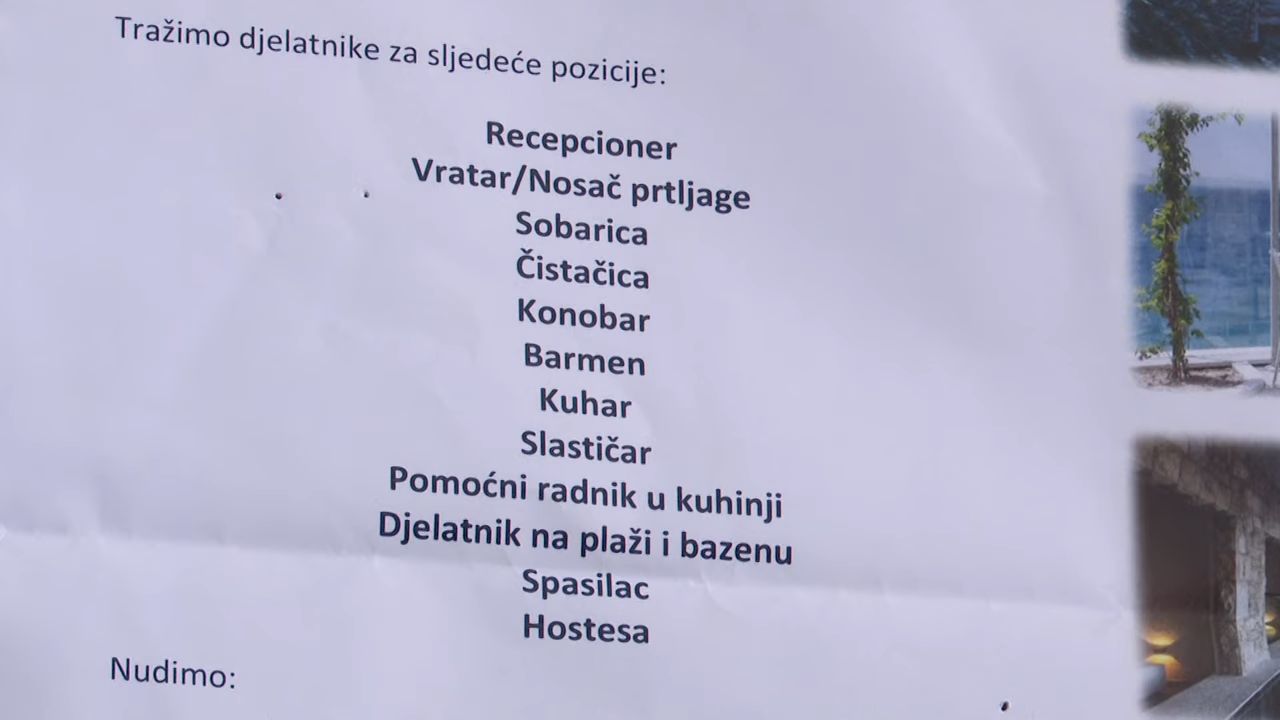 Tražimo djelatnike za sljedeće pozicije:
Recepcioner
Vratar/Nosač prtljage
Sobarica
Čistačica
Konobar
Barmen
Kuhar
Slastičar
Pomoćni radnik u kuhinji
Djelatnik na plaži i bazenu
Spasilac
Hostesa
Nudimo: